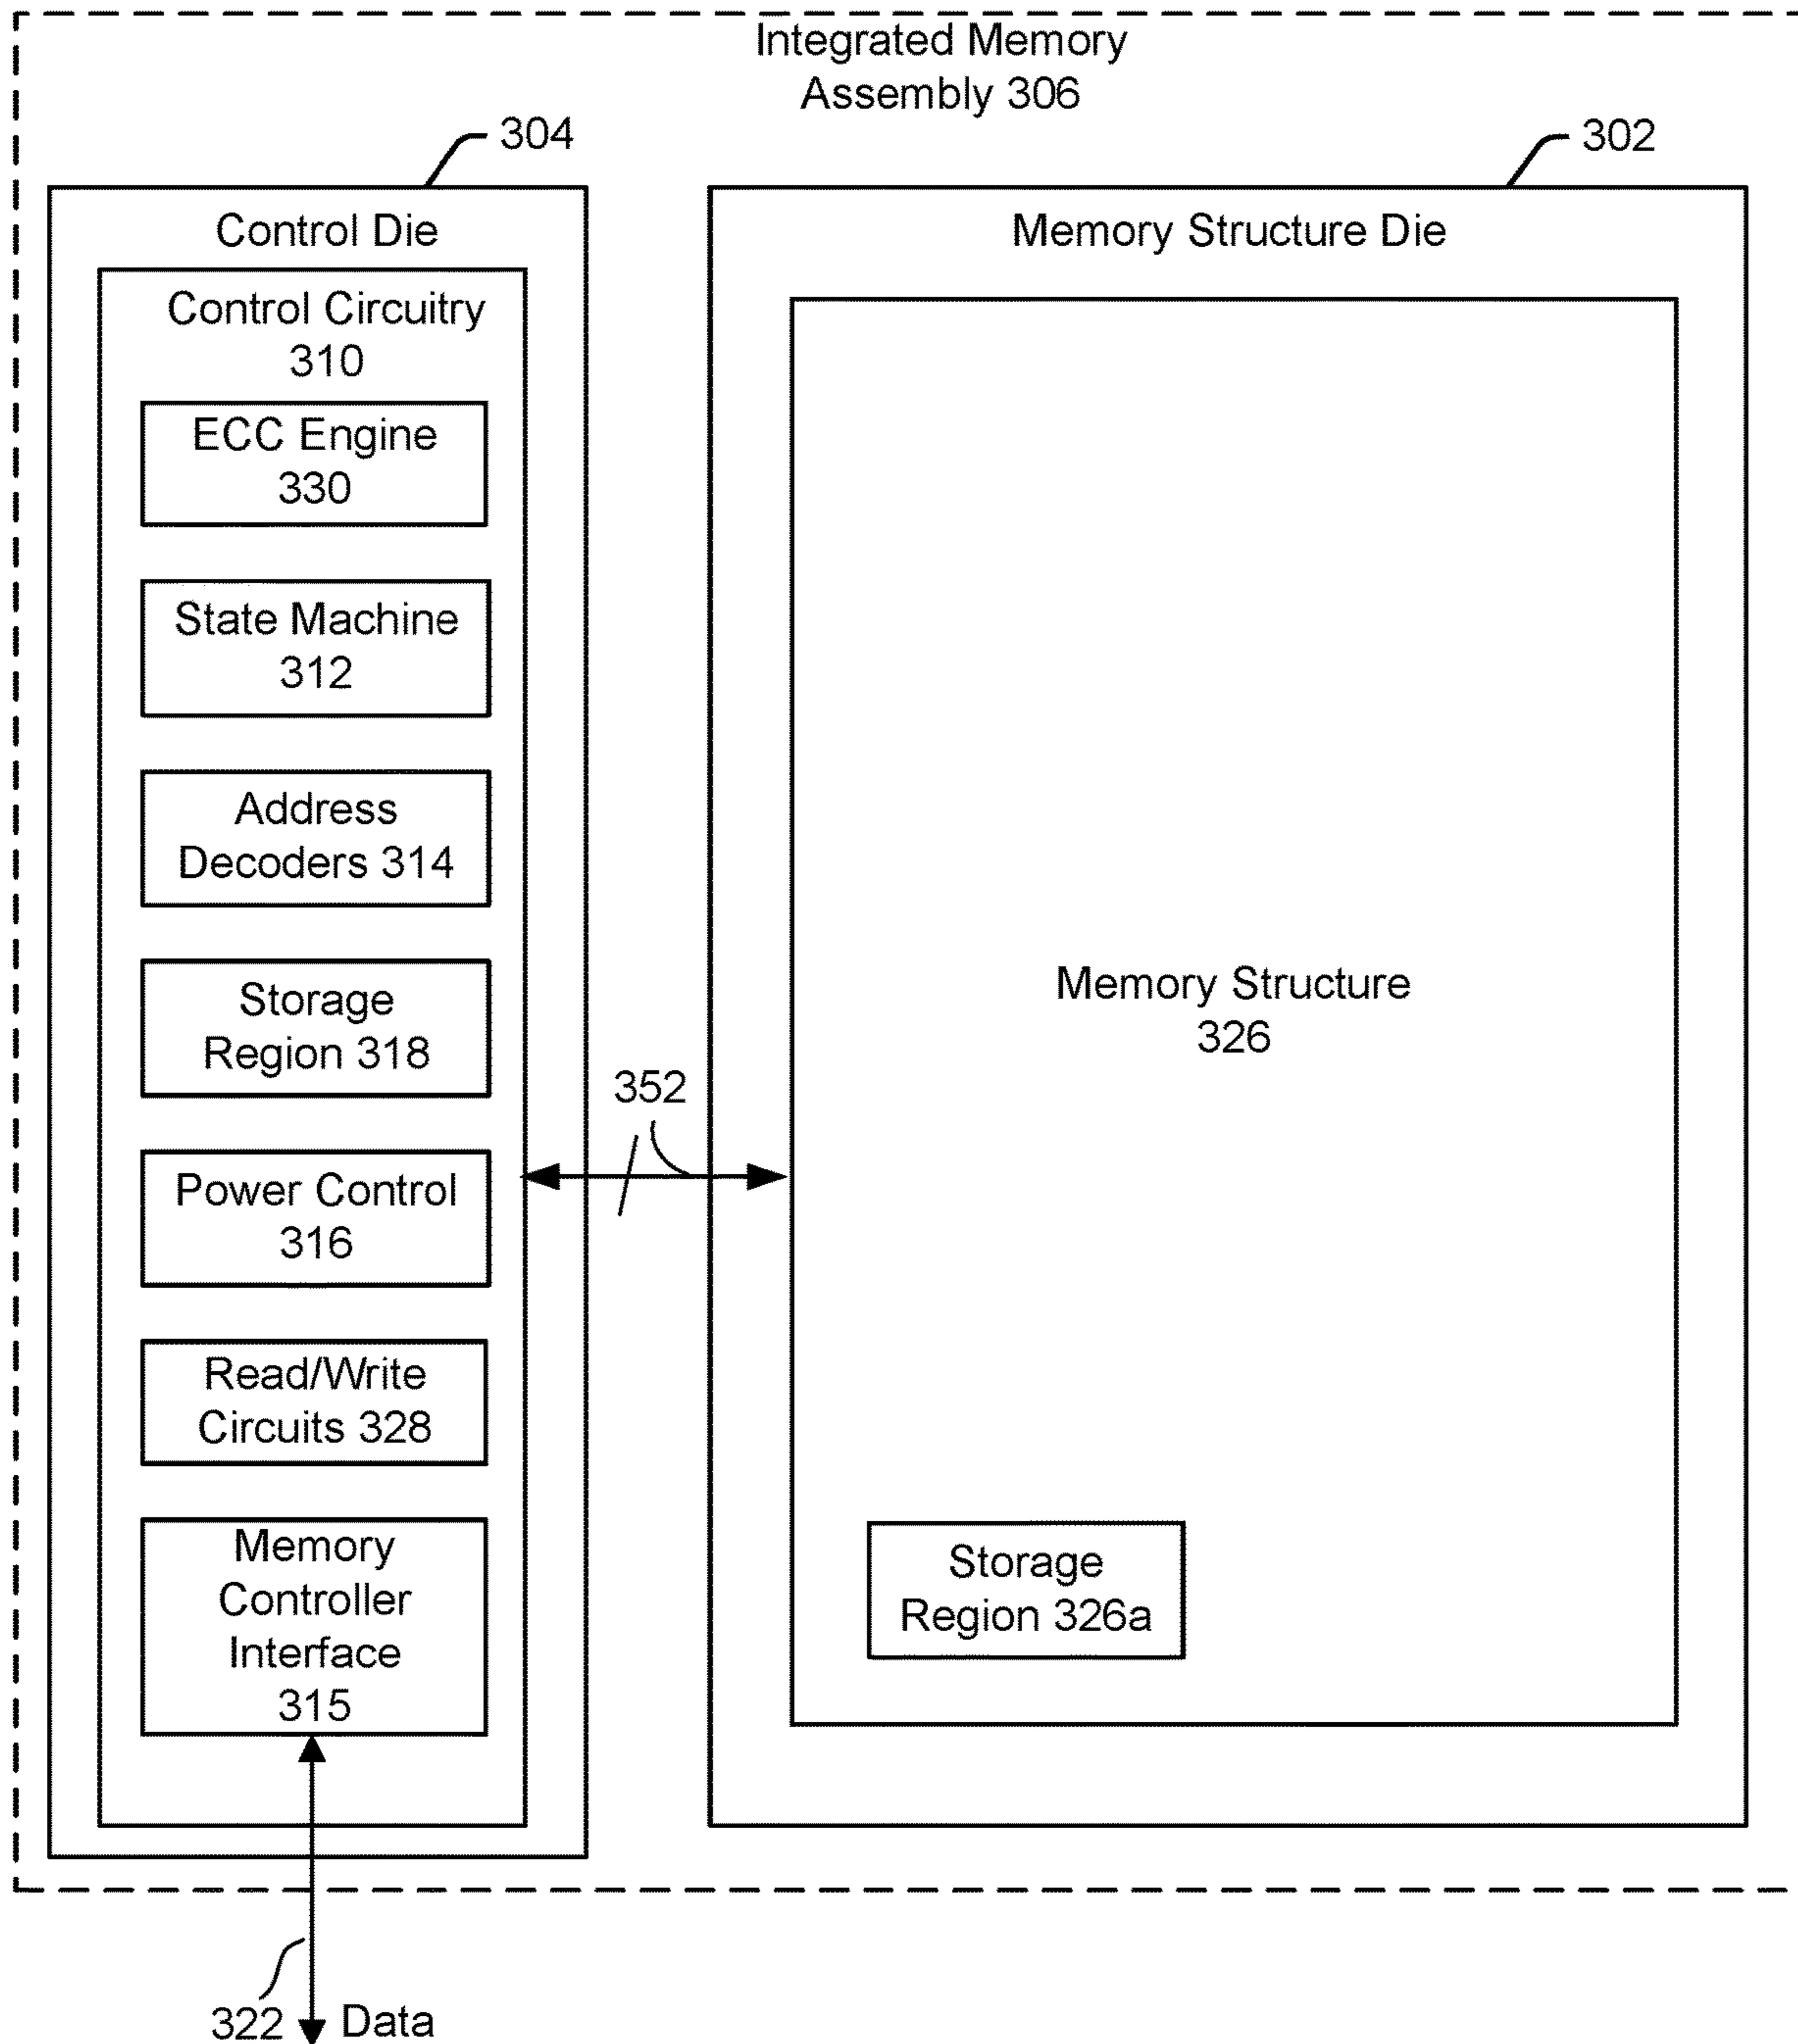 Integrated Memory
Assembly 306
304
302
Control Die
Control Circuitry
310
ECC Engine
330
State Machine
312
Address
Decoders 314
Storage
Region 318
Power Control
316
Read/Write
Circuits 328
Memory
Controller
Interface
315
352
Memory Structure Die
Memory Structure
326
Storage
Region 326a
322
Data